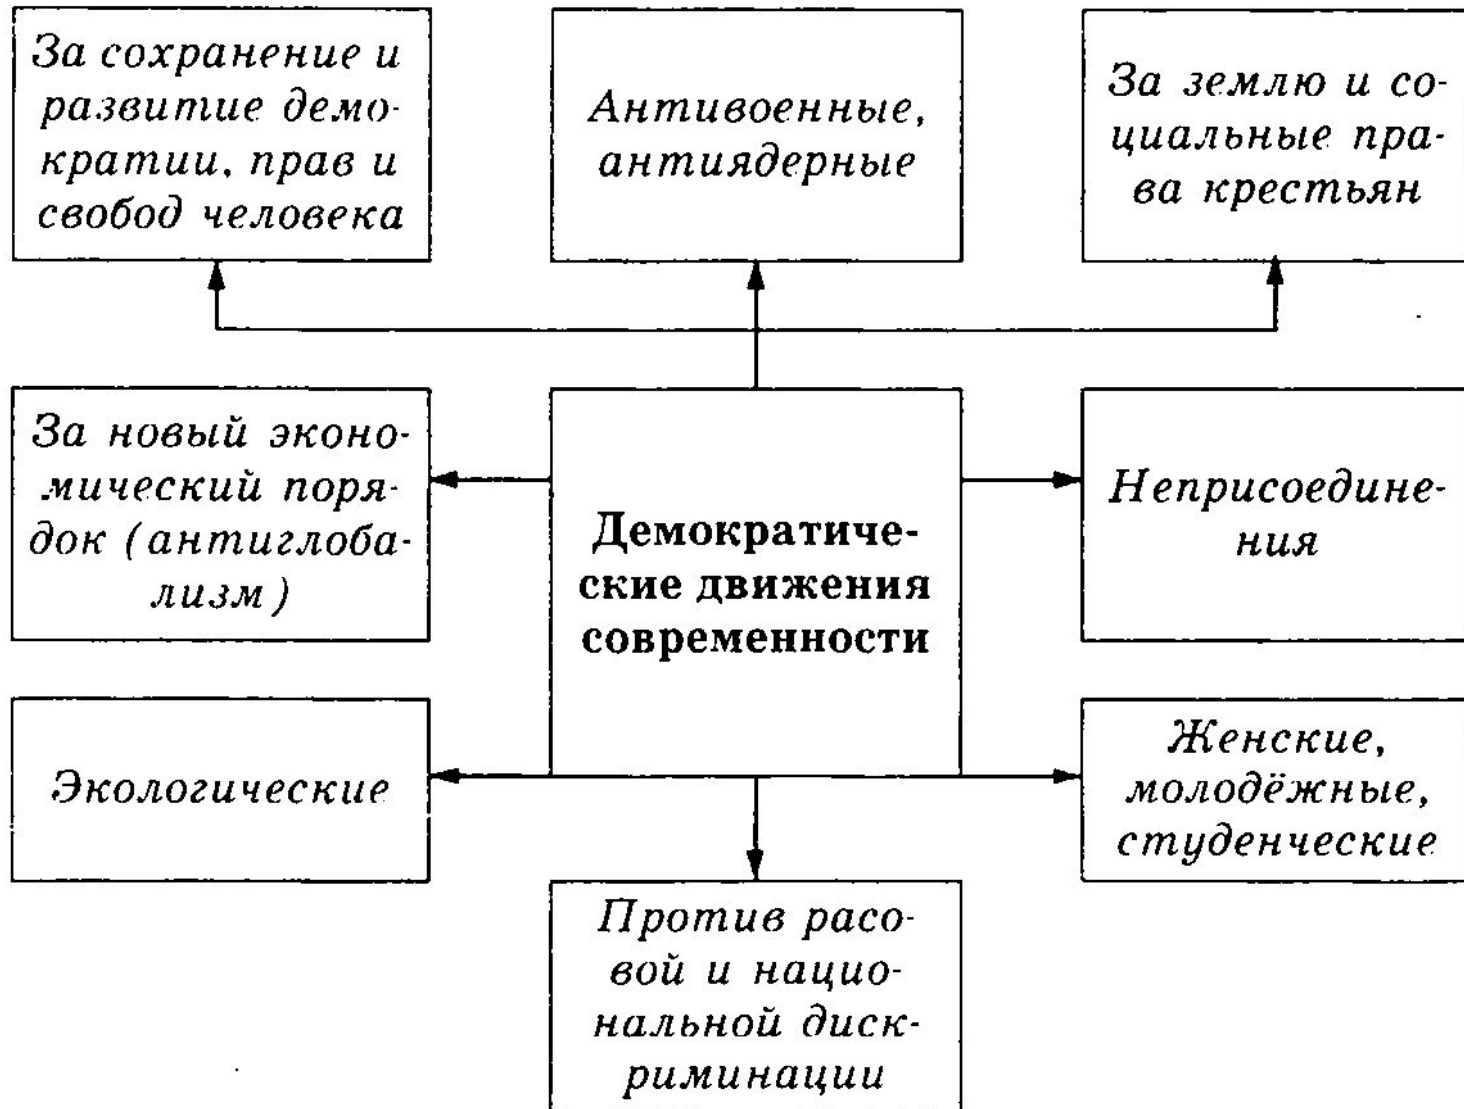 За сохранение и
развитие демо-
кратии, прав и
свобод человека
Антивоенные,
антиядерные
За землю и со-
циальные пра-
ва крестьян
За новый эконо-
мический поря-
док (антиглоба-
лизм)
Демократиче-
ские движения
современности
Неприсоедине-
ния
Экологические
Женские,
молодёжные,
студенческие
Против расо-
вой и нацио-
нальной диск-
риминации